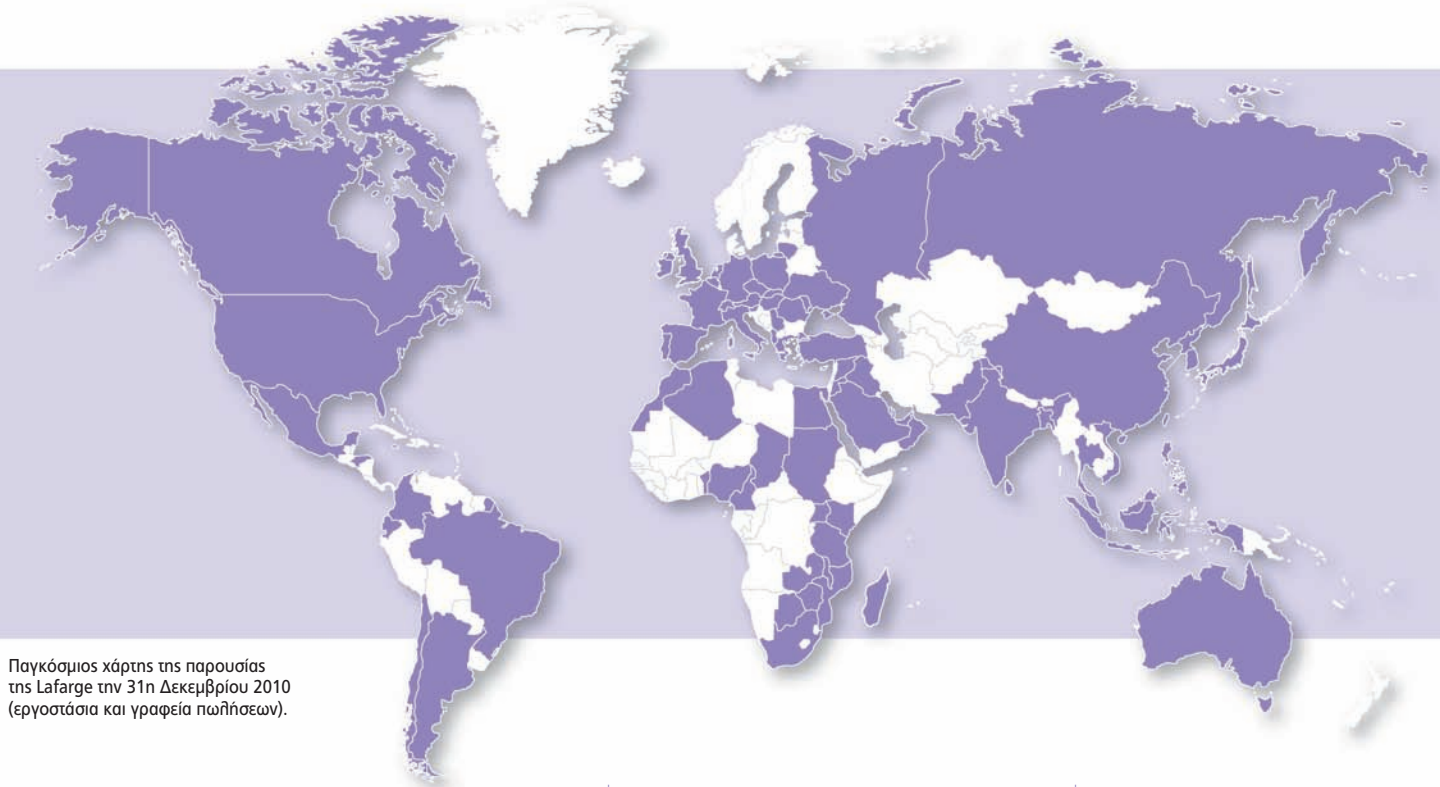 Παγκόσμιος χάρτης της παρουσίας
της Lafarge την 31η Δεκεμβρίου 2010
(εργοστάσια και γραφεία πωλήσεων).